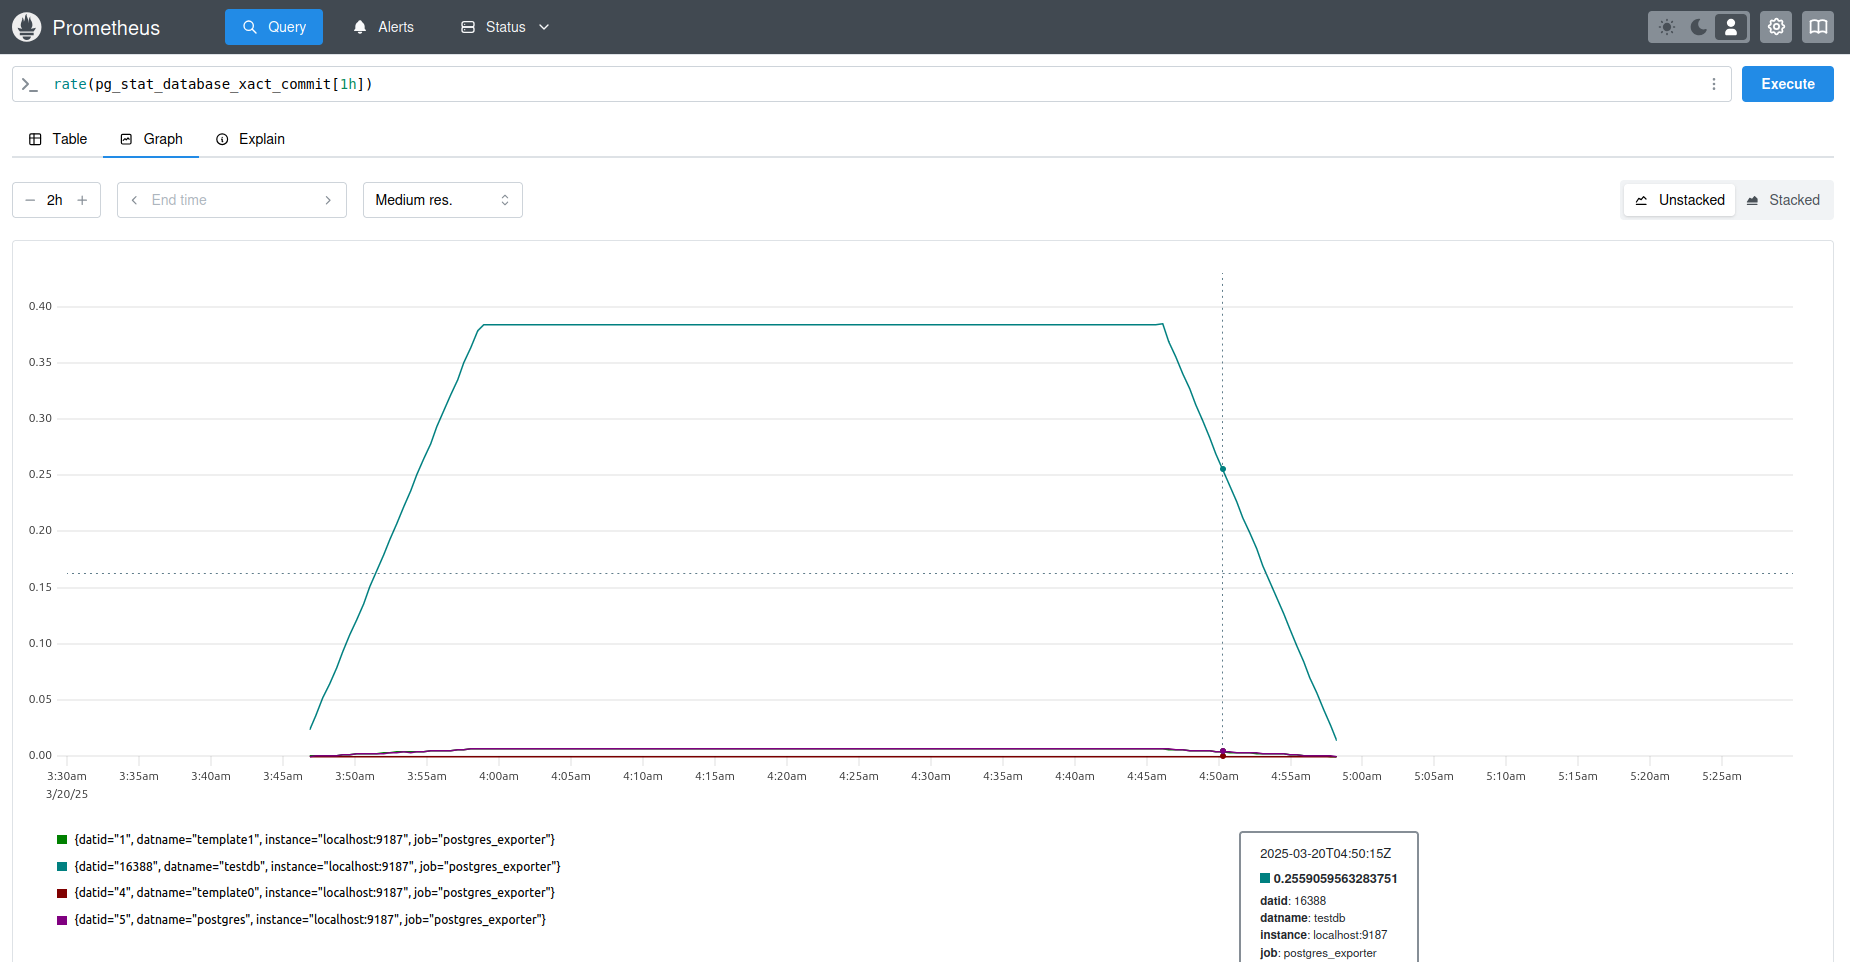 Prometheus
Query
Alerts
Status
rate(pg_stat_database_xact_commit[1h])
Execute
Table
Graph
Explain
2h
End time
Medium res.
Unstacked
Stacked
0.40
0.35
0.30
0.25
0.20
0.15
0.10
0.05
0.00
3:30am 3:35am 3:40am 3:45am 3:50am 3:55am 4:00am 4:05am 4:10am 4:15am 4:20am 4:25am 4:30am 4:35am 4:40am 4:45am 4:50am 4:55am 5:00am 5:05am 5:10am 5:15am 5:20am 5:25am
3/20/25
{datid="1", datname="template1", instance="localhost:9187", job="postgres_exporter"}
{datid="16388", datname="testdb", instance="localhost:9187", job="postgres_exporter"}
{datid="4", datname="template0", instance="localhost:9187", job="postgres_exporter"}
{datid="5", datname="postgres", instance="localhost:9187", job="postgres_exporter"}
2025-03-20T04:50:15Z
0.2559059563283751
datid: 16388
datname: testdb
instance: localhost:9187
job: postgres_exporter